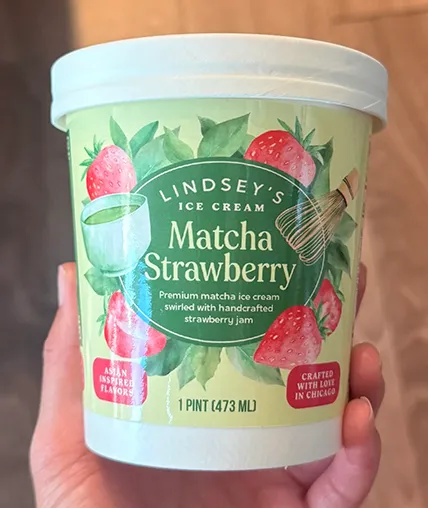 LINDSEY'S
ICE CREAM
Matcha
Strawberry
Premium matcha ice cream
swirled with handcrafted
strawberry jam
ASIAN
INSPIRED
FLAVORS
CRAFTED
WITH LOVE
IN CHICAGO
1 PINT (473 ML)